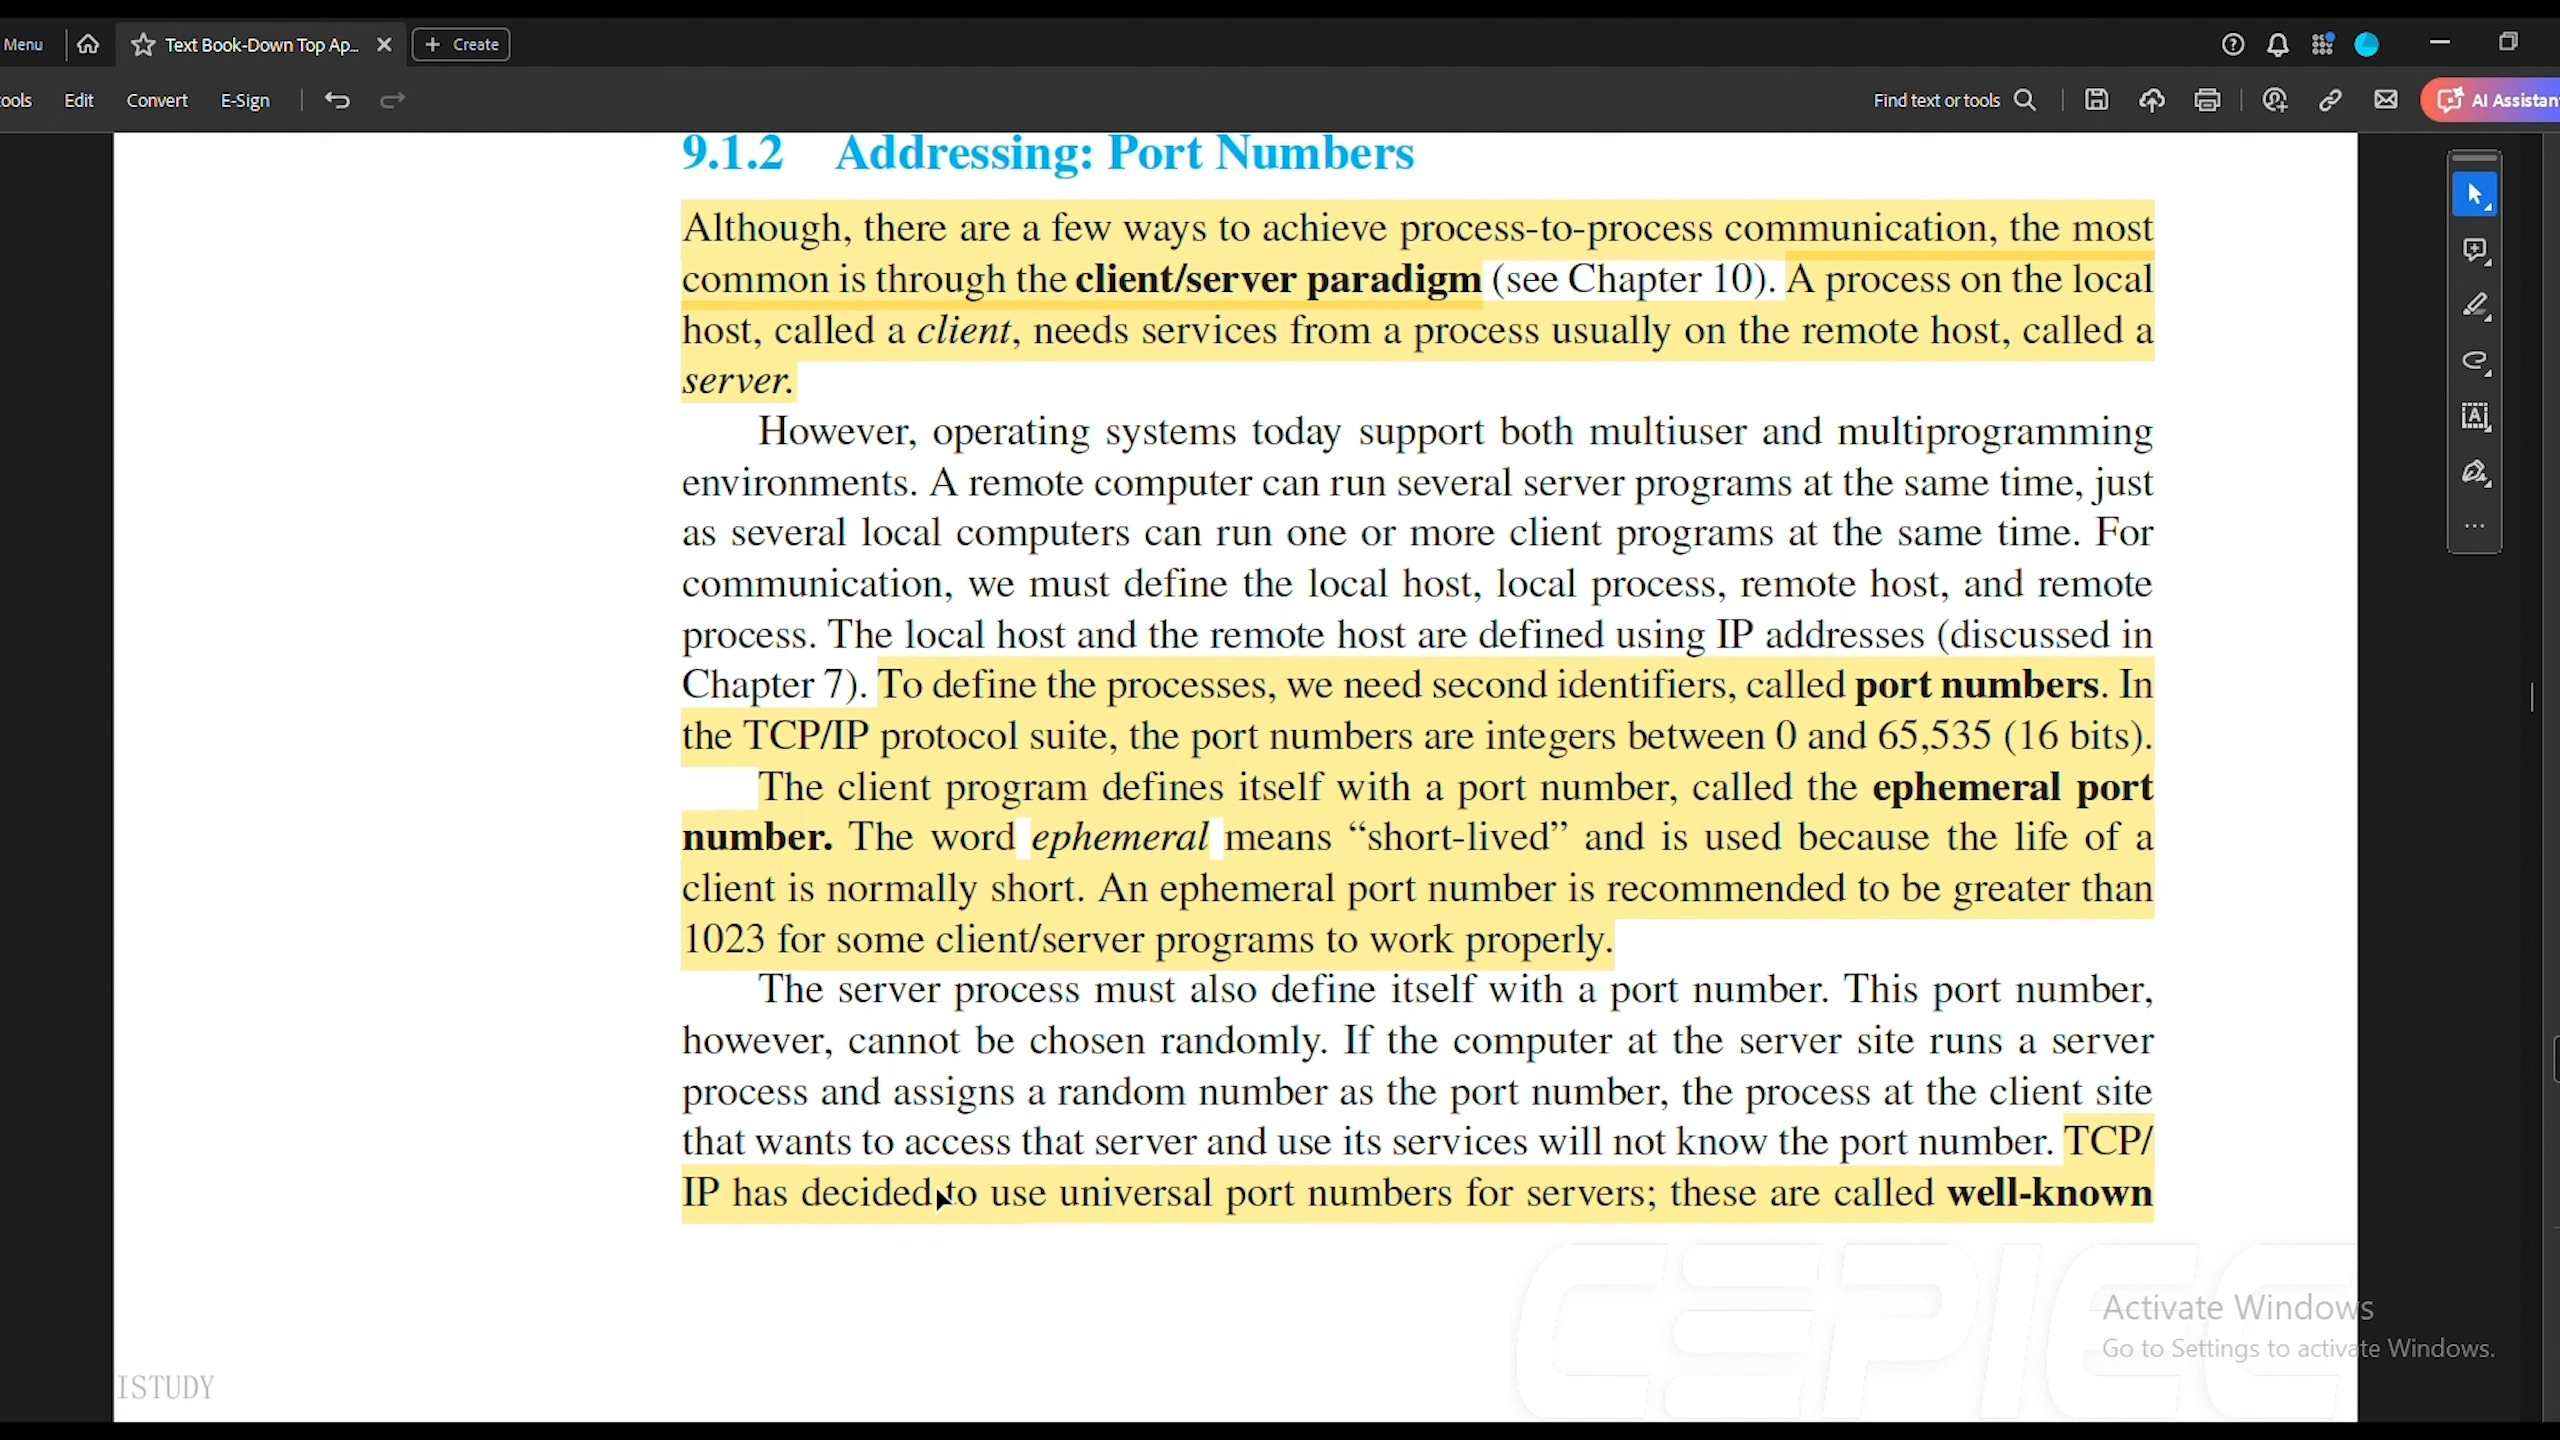 Menu
Text Book-Down Top Ap...
Create
ools
Edit
Convert
E-Sign
Find text or tools
AI Assistan
9.1.2 Addressing: Port Numbers
Although, there are a few ways to achieve process-to-process communication, the most
common is through the client/server paradigm (see Chapter 10). A process on the local
host, called a client, needs services from a process usually on the remote host, called a
server.
However, operating systems today support both multiuser and multiprogramming
environments. A remote computer can run several server programs at the same time, just
as several local computers can run one or more client programs at the same time. For
communication, we must define the local host, local process, remote host, and remote
process. The local host and the remote host are defined using IP addresses (discussed in
Chapter 7). To define the processes, we need second identifiers, called port numbers. In
the TCP/IP protocol suite, the port numbers are integers between 0 and 65,535 (16 bits).
The client program defines itself with a port number, called the ephemeral port
number. The word ephemeral means “short-lived” and is used because the life of a
client is normally short. An ephemeral port number is recommended to be greater than
1023 for some client/server programs to work properly.
The server process must also define itself with a port number. This port number,
however, cannot be chosen randomly. If the computer at the server site runs a server
process and assigns a random number as the port number, the process at the client site
that wants to access that server and use its services will not know the port number. TCP/
IP has decided to use universal port numbers for servers; these are called well-known
Activate Windows
Go to Settings to activate Windows.
ISTUDY